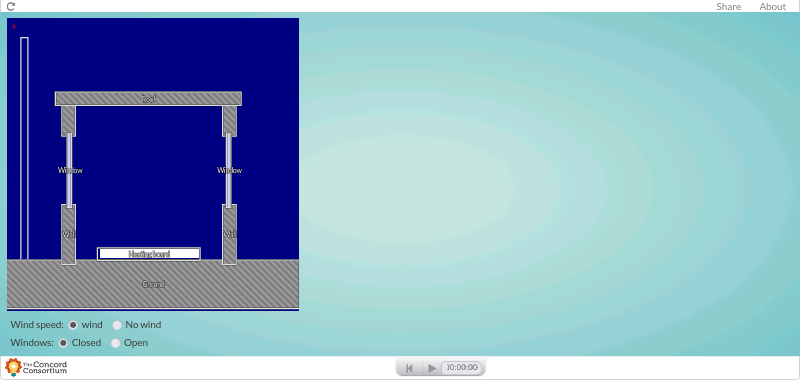 Share About
Roof
Window Window
Wall Wall
Heating board
Ground
Wind speed: wind No wind
Windows: Closed Open
The Concord
Consortium
00:00:00